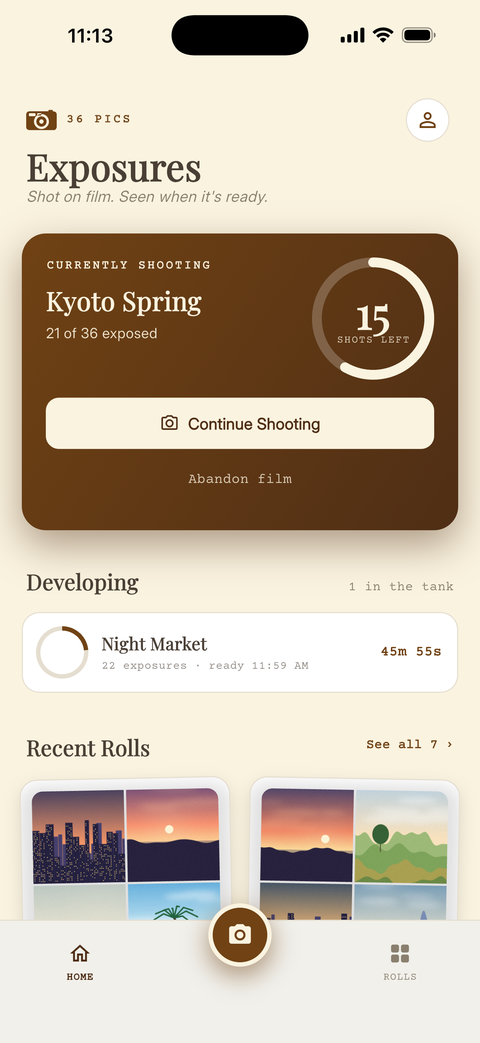 11:13
36 PICS
Exposures
Shot on film. Seen when it's ready.
CURRENTLY SHOOTING
Kyoto Spring
21 of 36 exposed
15
SHOTS LEFT
Continue Shooting
Abandon film
Developing
1 in the tank
Night Market
22 exposures · ready 11:59 AM
45m 55s
Recent Rolls
See all 7 ›
HOME
ROLLS